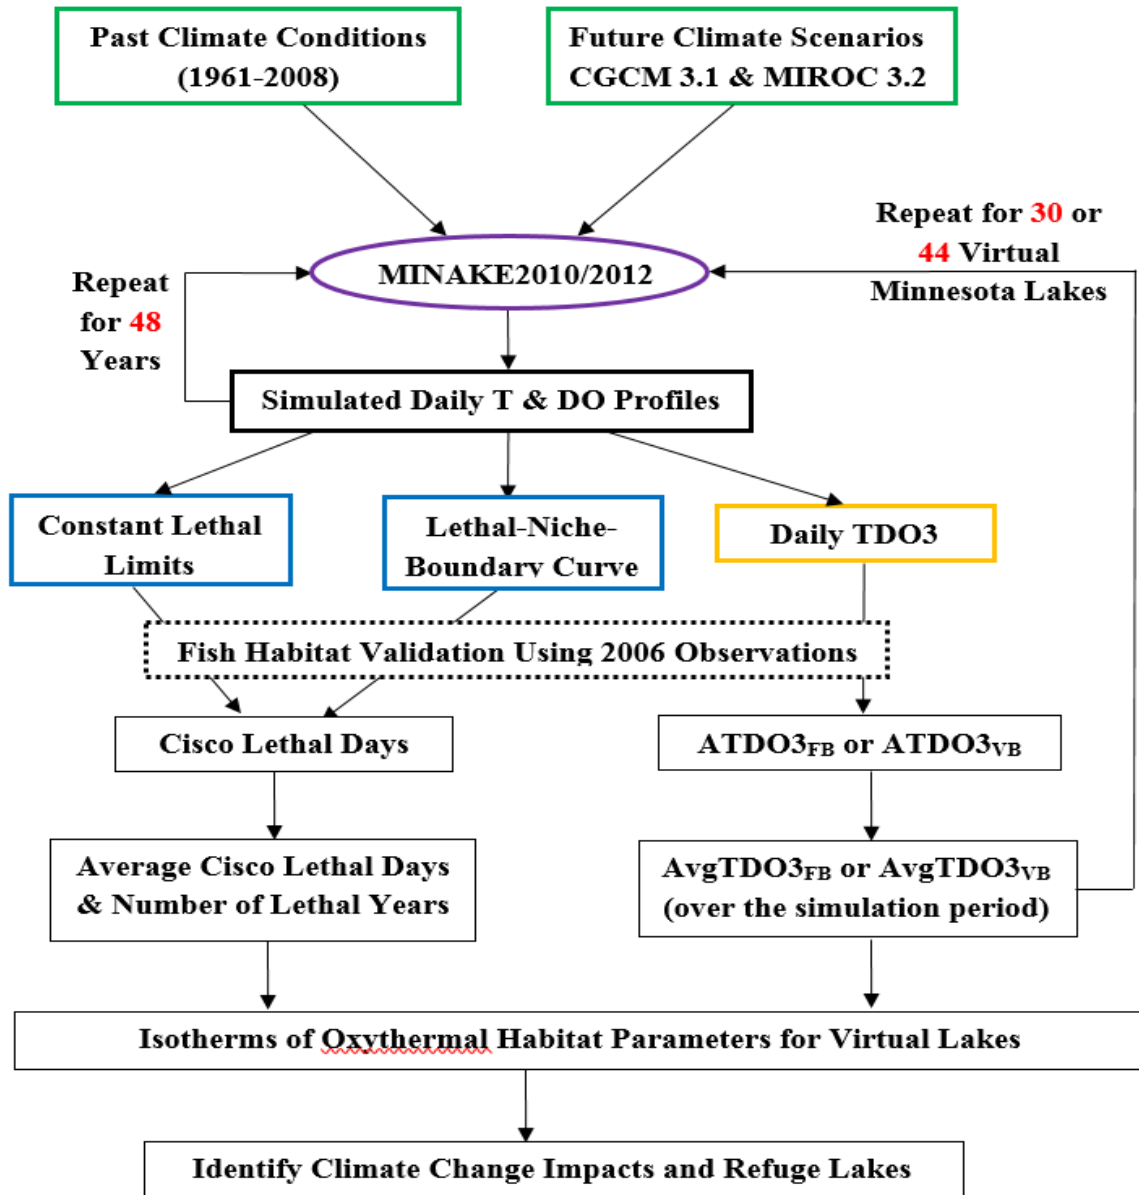 Past Climate Conditions
(1961-2008)
Future Climate Scenarios
CGCM 3.1 & MIROC 3.2
Repeat for 30 or
44 Virtual
Minnesota Lakes
MINAKE2010/2012
Repeat
for 48
Years
Simulated Daily T & DO Profiles
Constant Lethal
Limits
Lethal-Niche-
Boundary Curve
Daily TDO3
Fish Habitat Validation Using 2006 Observations
Cisco Lethal Days
ATDO3FB or ATDO3VB
Average Cisco Lethal Days
& Number of Lethal Years
AvgTDO3FB or AvgTDO3VB
(over the simulation period)
Isotherms of Oxythermal Habitat Parameters for Virtual Lakes
Identify Climate Change Impacts and Refuge Lakes